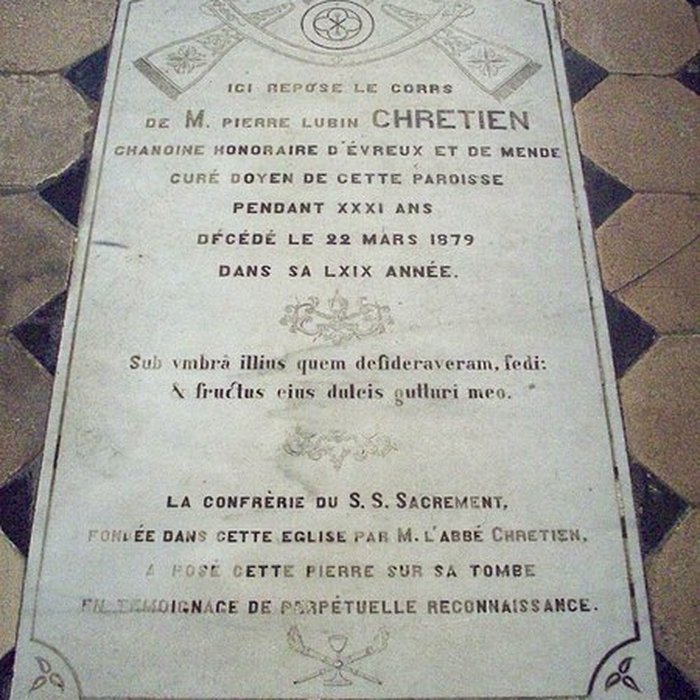 ICI REPOSE LE CORPS
DE M. PIERRE LUBIN CHRETIEN
CHANOINE HONORAIRE D'ÉVREUX ET DE MENDE
CURÉ DOYEN DE CETTE PAROISSE
PENDANT XXXI ANS
DÉCÉDÉ LE 22 MARS 1879
DANS SA LXIX ANNÉE.
Sub vmbrâ illius quem deſideraveram, ſedi:
& fructus eius dulcis gutturi meo.
LA CONFRÈRIE DU S. S. SACREMENT,
FONDÉE DANS CETTE EGLISE PAR M. L'ABBÉ CHRETIEN,
A POSÉ CETTE PIERRE SUR SA TOMBE
EN TÉMOIGNAGE DE PERPÉTUELLE RECONNAISSANCE.